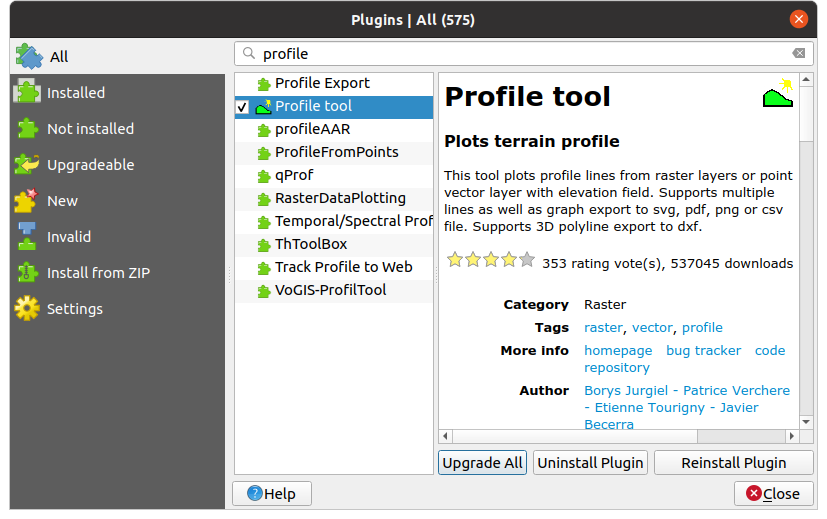 Plugins | All (575)
All
Installed
Not installed
Upgradeable
New
Invalid
Install from ZIP
Settings
profile
Profile Export
Profile tool
profileAAR
ProfileFromPoints
qProf
RasterDataPlotting
Temporal/Spectral Prof
ThToolBox
Track Profile to Web
VoGIS-ProfilTool
Profile tool
Plots terrain profile
This tool plots profile lines from raster layers or point
vector layer with elevation field. Supports multiple
lines as well as graph export to svg, pdf, png or csv
file. Supports 3D polyline export to dxf.
353 rating vote(s), 537045 downloads
Category Raster
Tags raster, vector, profile
More info homepage bug tracker code
repository
Author Borys Jurgiel - Patrice Verchere
- Etienne Tourigny - Javier
Becerra
Upgrade All Uninstall Plugin Reinstall Plugin
Help Close